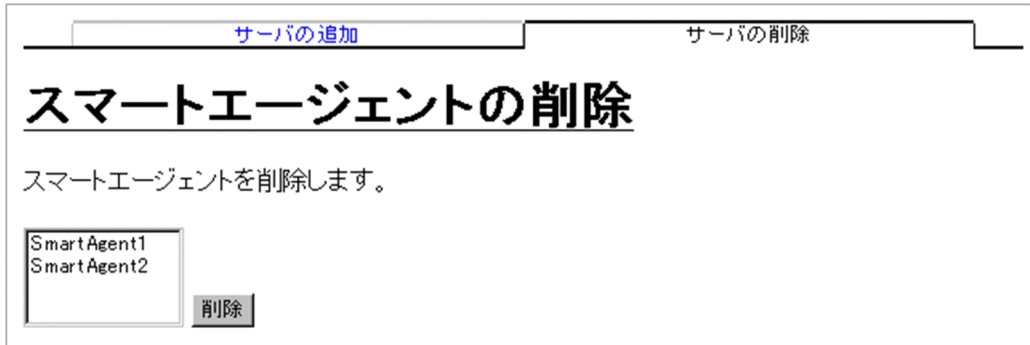 サーバの追加 サーバの削除
スマートエージェントの削除
スマートエージェントを削除します。
SmartAgent1
SmartAgent2
削除